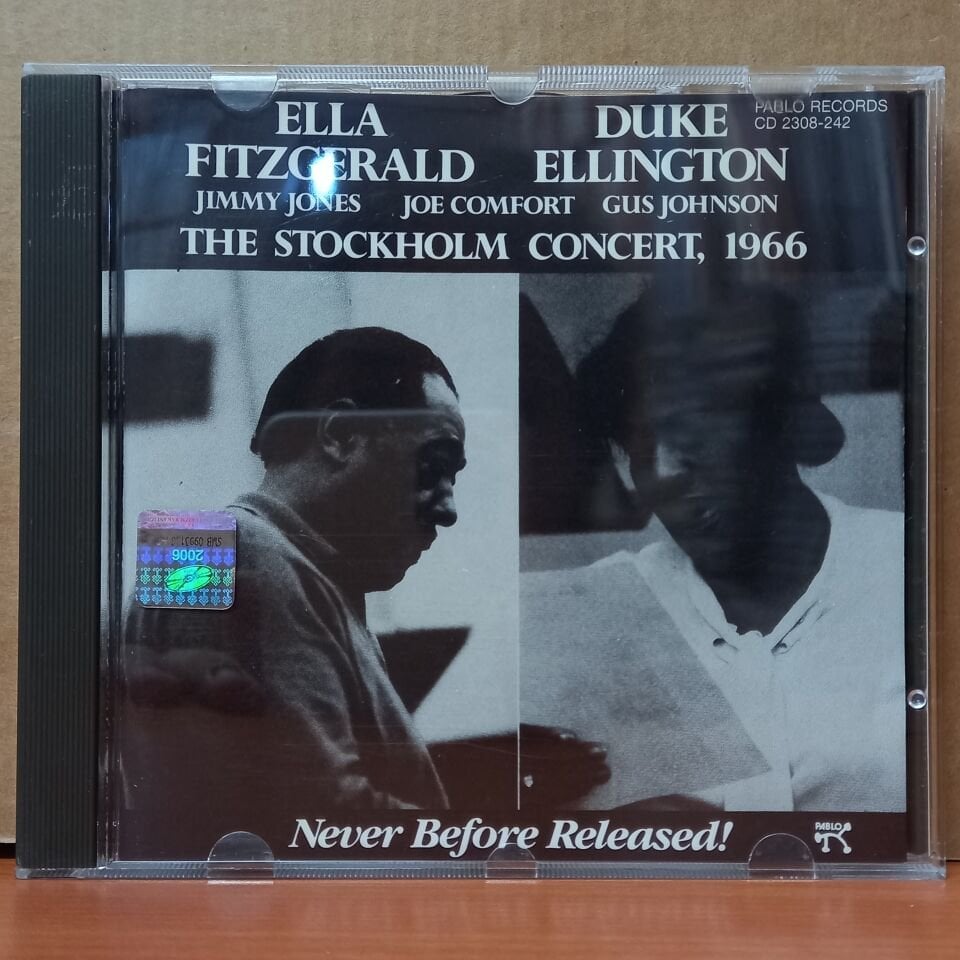 ELLA
FITZGERALD
DUKE
ELLINGTON
PABLO RECORDS
CD 2308-242
JIMMY JONES JOE COMFORT GUS JOHNSON
THE STOCKHOLM CONCERT, 1966
2006
Never Before Released!
PABLO